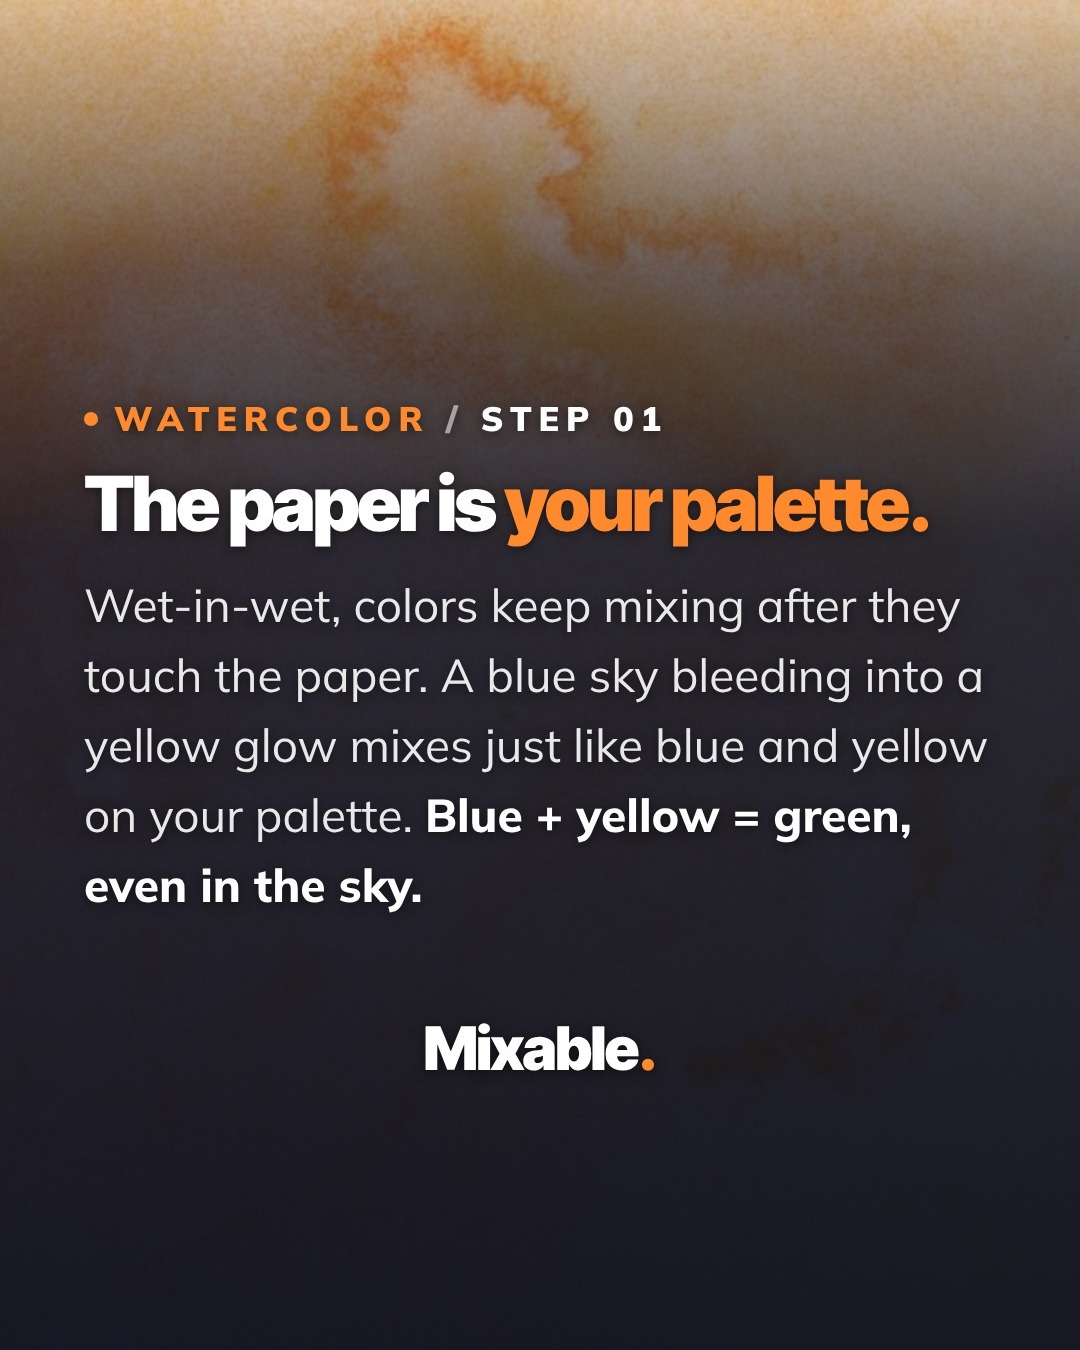 • WATERCOLOR / STEP 01
The paper is your palette.
Wet-in-wet, colors keep mixing after they
touch the paper. A blue sky bleeding into a
yellow glow mixes just like blue and yellow
on your palette. Blue + yellow = green,
even in the sky.
Mixable.